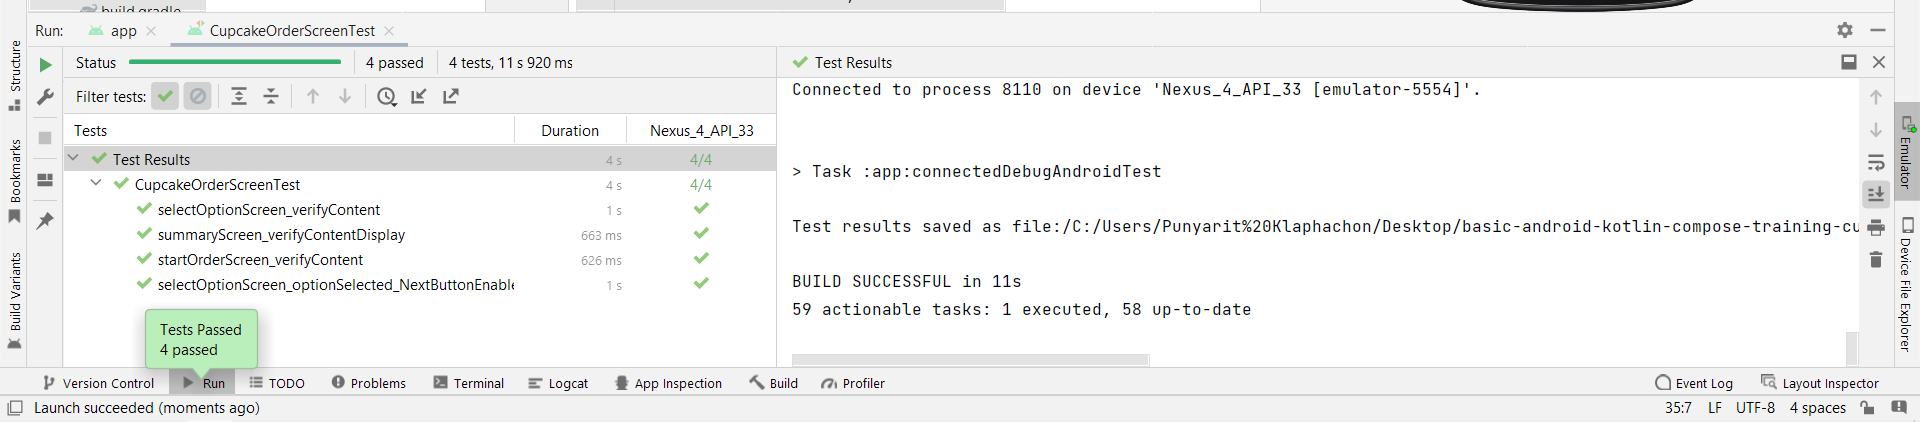 build.gradle
Run:
app
CupcakeOrderScreenTest
Structure
Bookmarks
Build Variants
Status
4 passed
4 tests, 11 s 920 ms
Filter tests:
Tests
Duration
Nexus_4_API_33
Test Results
4 s
4/4
CupcakeOrderScreenTest
4 s
4/4
selectOptionScreen_verifyContent
1 s
summaryScreen_verifyContentDisplay
663 ms
startOrderScreen_verifyContent
626 ms
selectOptionScreen_optionSelected_NextButtonEnable
1 s
Tests Passed
4 passed
Test Results
Connected to process 8110 on device 'Nexus_4_API_33 [emulator-5554]'.
> Task :app:connectedDebugAndroidTest
Test results saved as file:/C:/Users/Punyarit%20Klaphachon/Desktop/basic-android-kotlin-compose-training-cu
BUILD SUCCESSFUL in 11s
59 actionable tasks: 1 executed, 58 up-to-date
Emulator
Device File Explorer
Version Control
Run
TODO
Problems
Terminal
Logcat
App Inspection
Build
Profiler
Event Log
Layout Inspector
Launch succeeded (moments ago)
35:7
LF
UTF-8
4 spaces